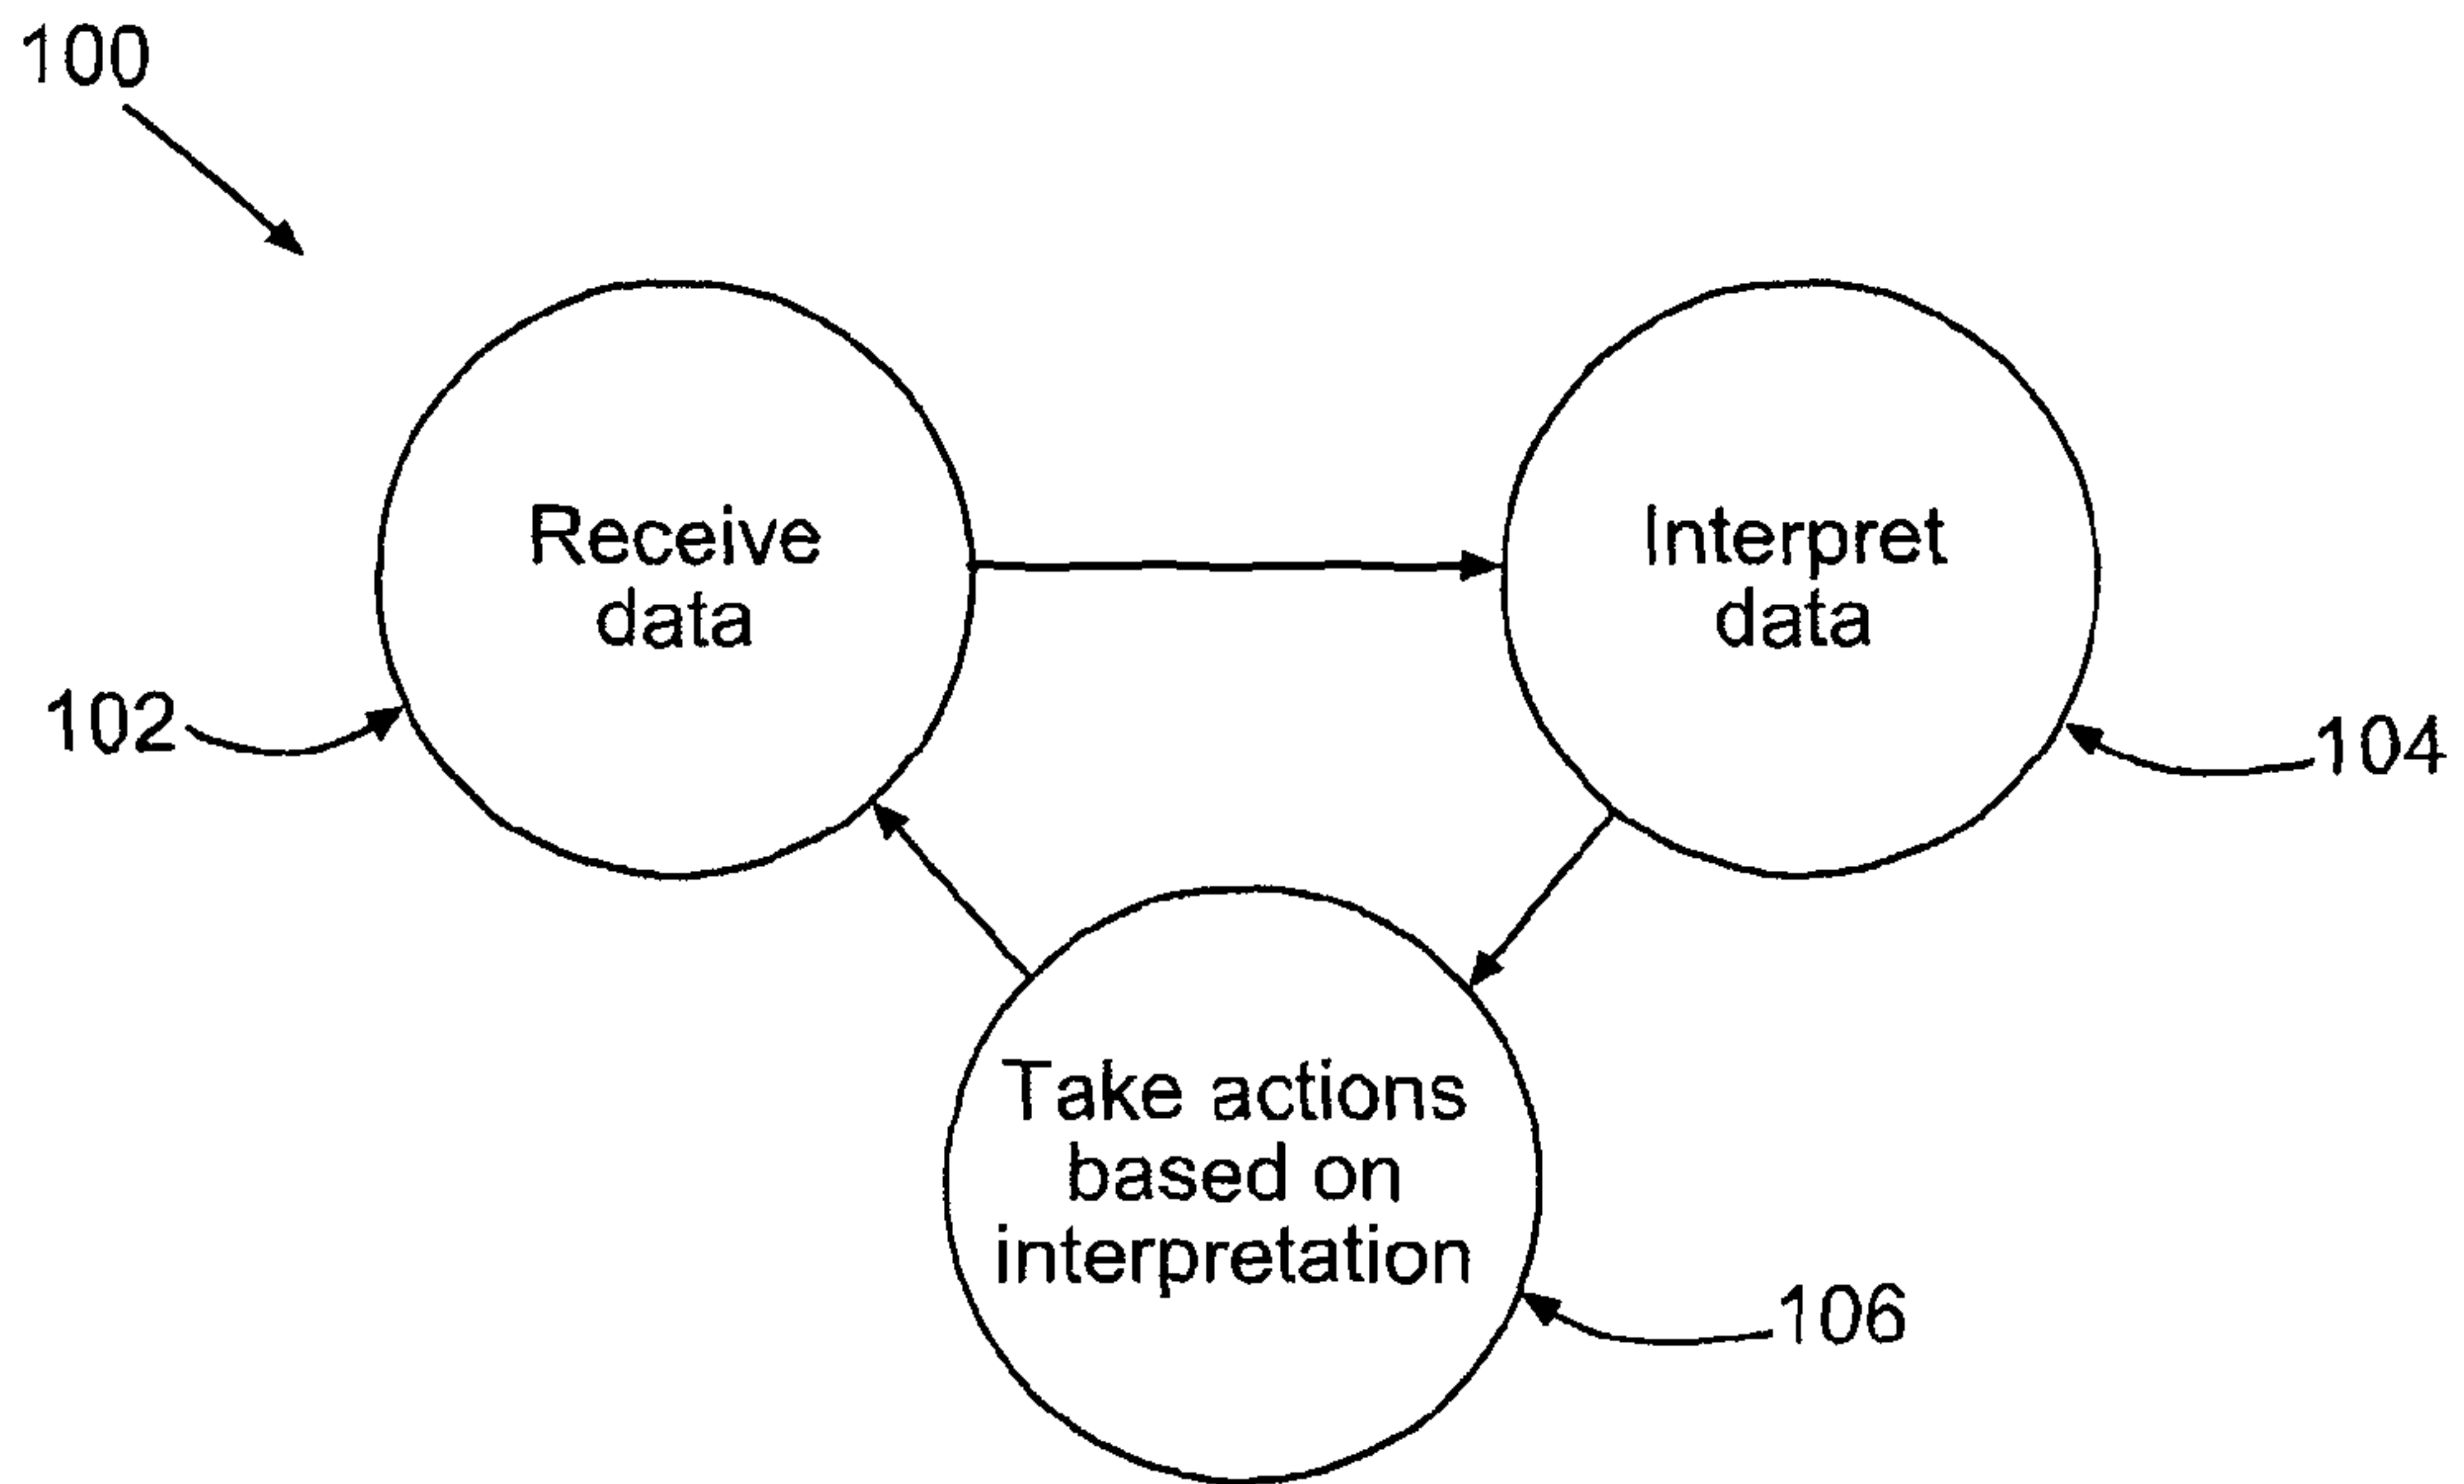 100
Receive
data
Interpret
data
102
104
Take actions
based on
interpretation
106